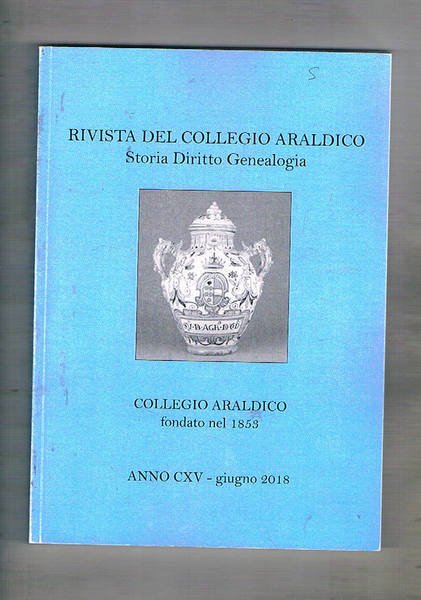 S
RIVISTA DEL COLLEGIO ARALDICO
Storia Diritto Genealogia
COLLEGIO ARALDICO
fondato nel 1853
ANNO CXV - giugno 2018